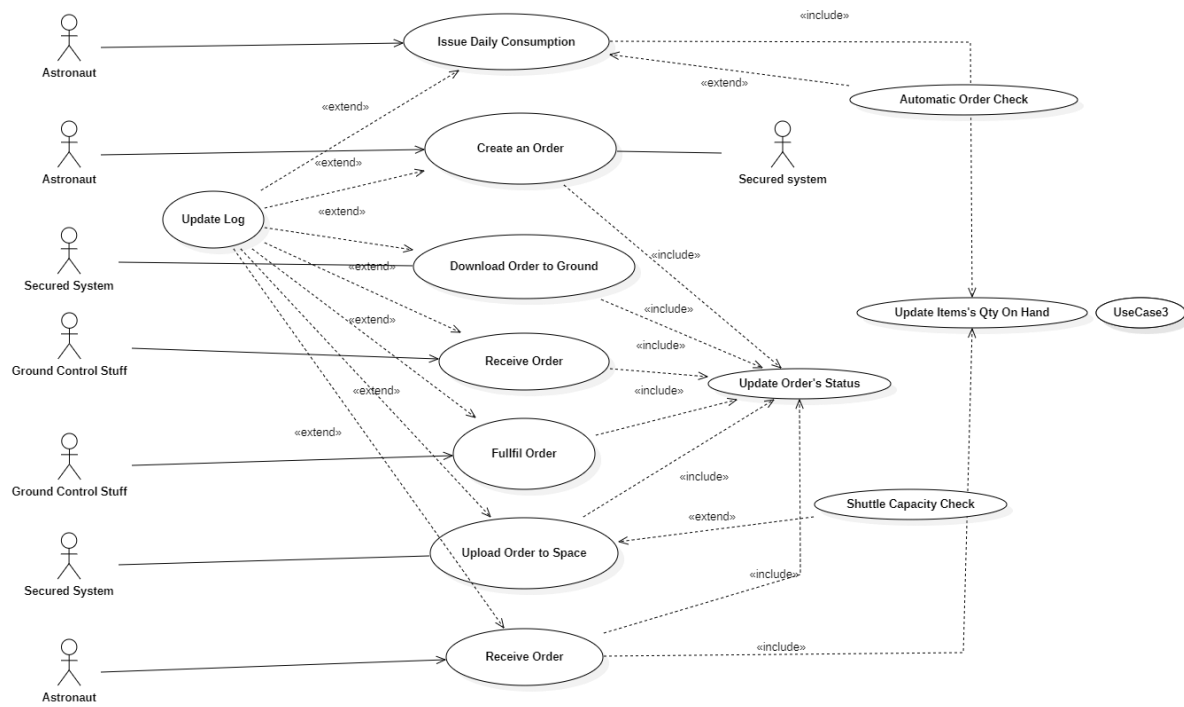 «include»
Issue Daily Consumption
Astronaut
«extend»
Automatic Order Check
«extend»
Create an Order
«extend»
Astronaut
Secured system
«extend»
Update Log
«include»
Download Order to Ground
«extend»
Secured System
«include»
Update Items's Qty On Hand
UseCase3
«extend»
«include»
Receive Order
Ground Control Stuff
Update Order's Status
«extend»
«extend»
«include»
Fullfil Order
Ground Control Stuff
«include»
Shuttle Capacity Check
«extend»
Upload Order to Space
«include»
Secured System
«include»
Receive Order
Astronaut